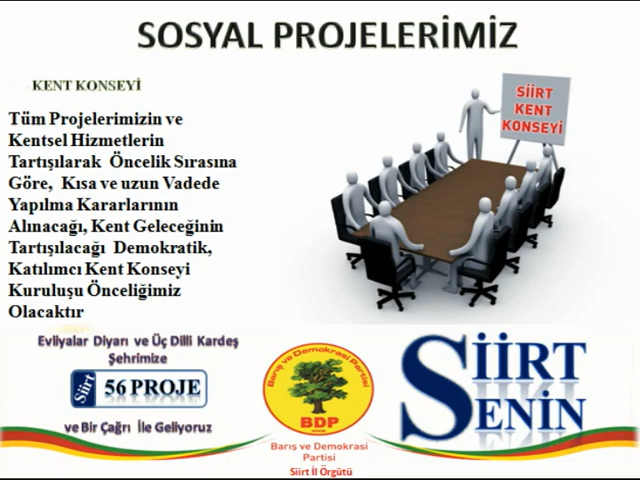 SOSYAL PROJELERİMİZ
KENT KONSEYİ
Tüm Projelerimizin ve
Kentsel Hizmetlerin
Tartışılarak Öncelik Sırasına
Göre, Kısa ve uzun Vadede
Yapılma Kararlarının
Alınacağı, Kent Geleceğinin
Tartışılacağı Demokratik,
Katılımcı Kent Konseyi
Kuruluşu Önceliğimiz
Olacaktır
SİİRT
KENT
KONSEYİ
Evliyalar Diyarı ve Üç Dilli Kardeş
Şehrimize
Siirt 56 PROJE
ve Bir Çağrı İle Geliyoruz
Barış ve Demokrasi Partisi
BDP
Barış ve Demokrasi
Partisi
Siirt İl Örgütü
SİİRT
SENİN